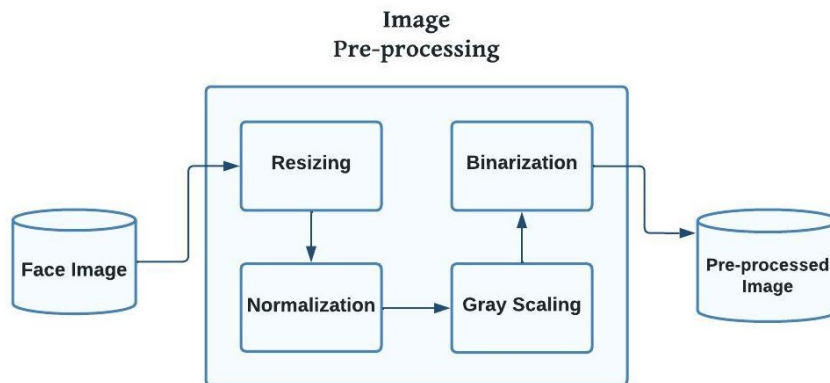 Image
Pre-processing
Resizing
Binarization
Face Image
Normalization
Gray Scaling
Pre-processed
Image